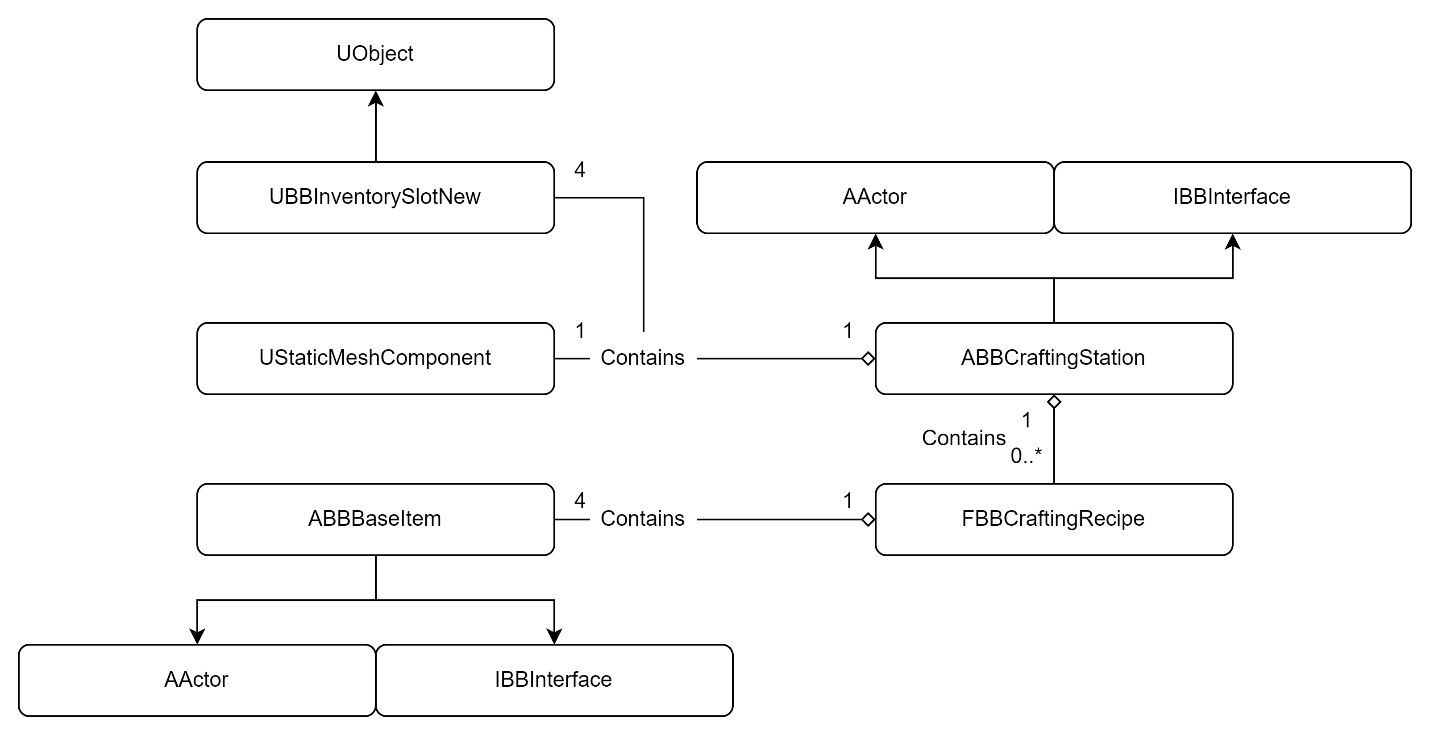 UObject
UBBInventorySlotNew
4
AActor
IBBInterface
UStaticMeshComponent
1
Contains
1
ABBCraftingStation
1
Contains
0..*
ABBBaseItem
4
Contains
1
FBBCraftingRecipe
AActor
IBBInterface